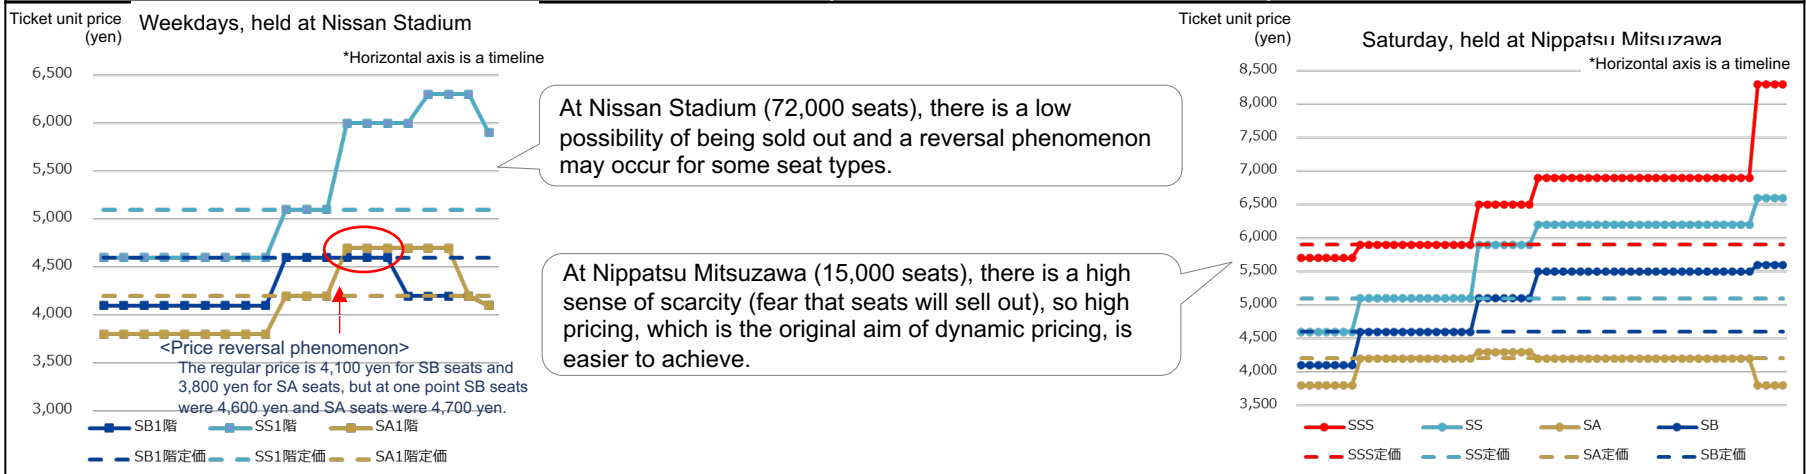 Ticket unit price
(yen)
Weekdays, held at Nissan Stadium
*Horizontal axis is a timeline
6,500
6,000
5,500
5,000
4,500
4,000
3,500
3,000
<Price reversal phenomenon>
The regular price is 4,100 yen for SB seats and
3,800 yen for SA seats, but at one point SB seats
were 4,600 yen and SA seats were 4,700 yen.
SB1階 SS1階 SA1階
SB1階定価 SS1階定価 SA1階定価
At Nissan Stadium (72,000 seats), there is a low
possibility of being sold out and a reversal phenomenon
may occur for some seat types.
At Nippatsu Mitsuzawa (15,000 seats), there is a high
sense of scarcity (fear that seats will sell out), so high
pricing, which is the original aim of dynamic pricing, is
easier to achieve.
Ticket unit price
(yen)
Saturday, held at Nippatsu Mitsuzawa
*Horizontal axis is a timeline
8,500
8,000
7,500
7,000
6,500
6,000
5,500
5,000
4,500
4,000
3,500
SSS SS SA SB
SSS定価 SS定価 SA定価 SB定価